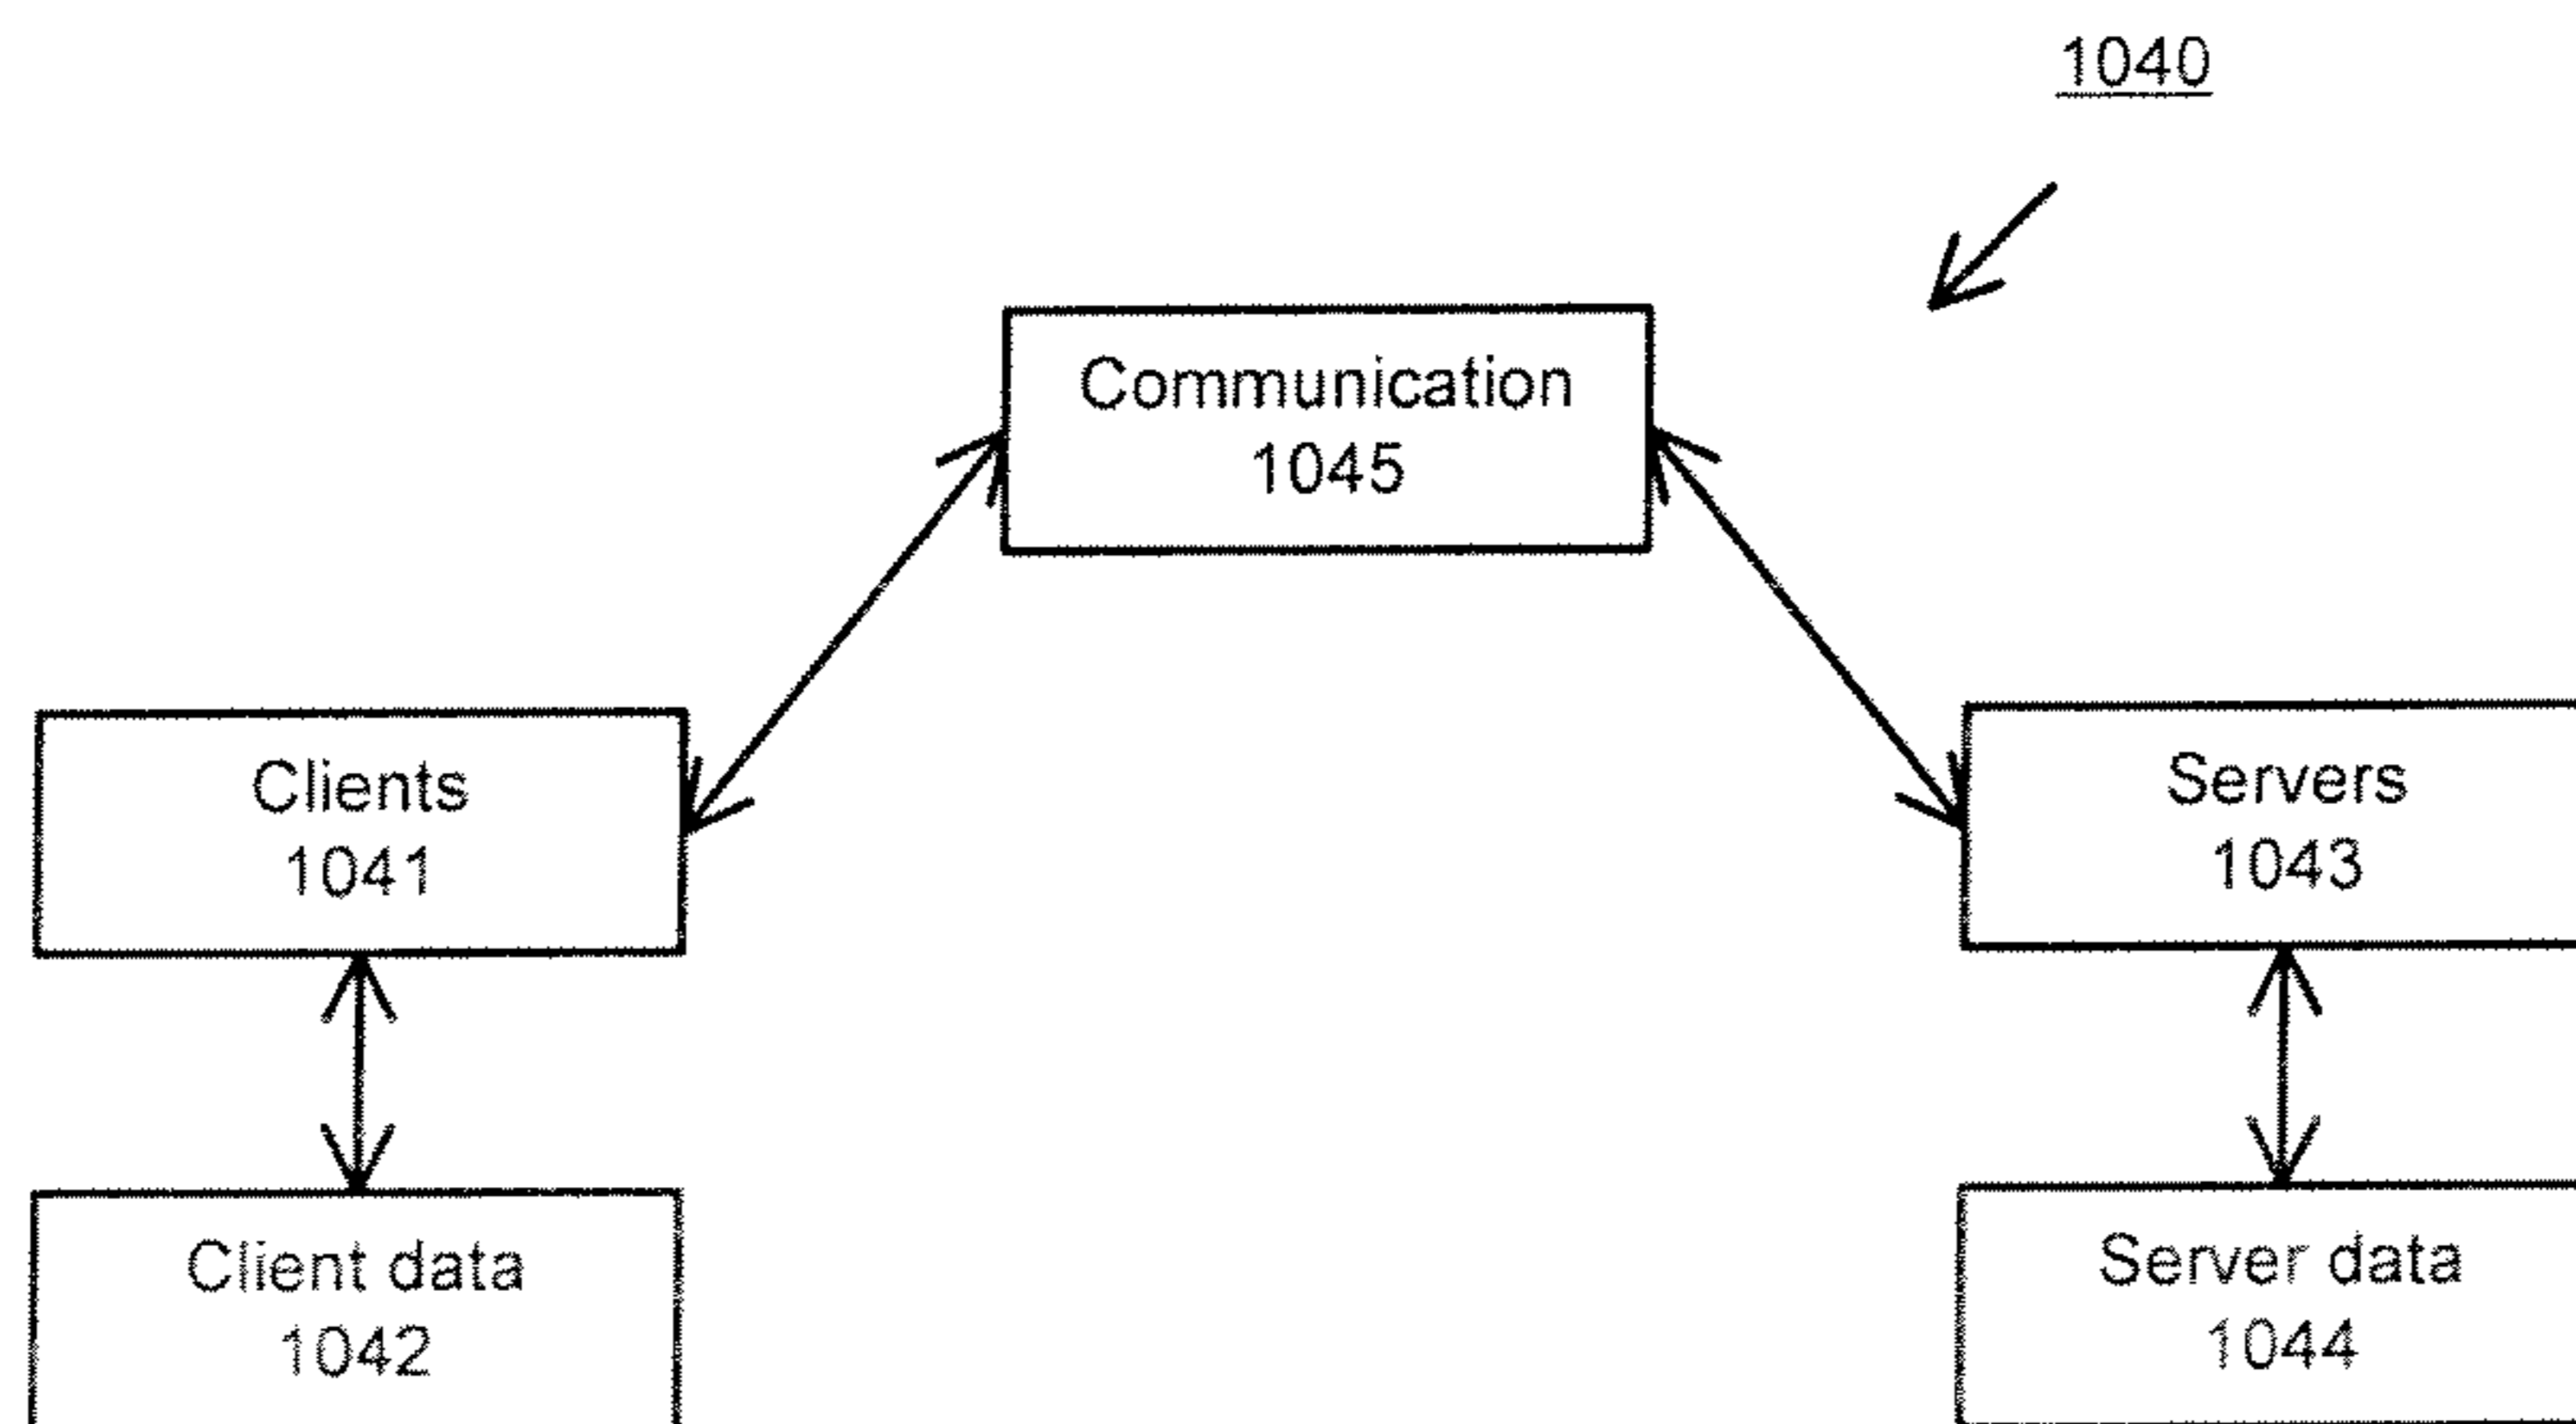 1040
Communication
1045
Clients
1041
Servers
1043
Client data
1042
Server data
1044